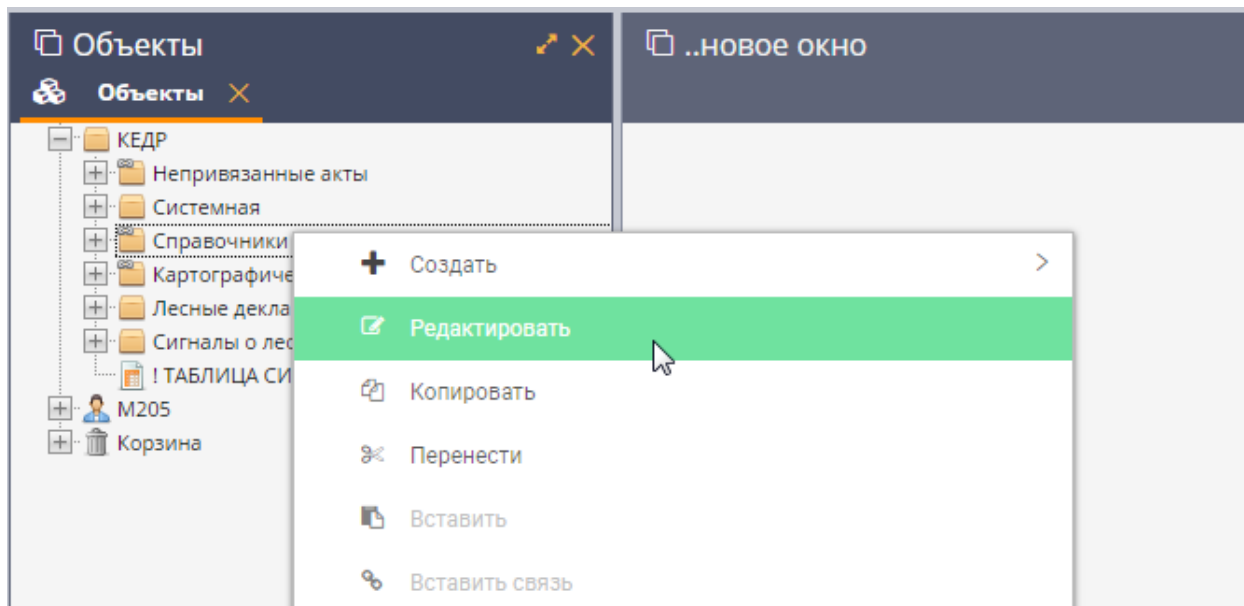 Объекты
..новое окно
Объекты
КЕДР
Непривязанные акты
Системная
Справочники
Картографиче
Лесные декла
Сигналы о лес
! ТАБЛИЦА СИ
М205
Корзина
Создать
Редактировать
Копировать
Перенести
Вставить
Вставить связь